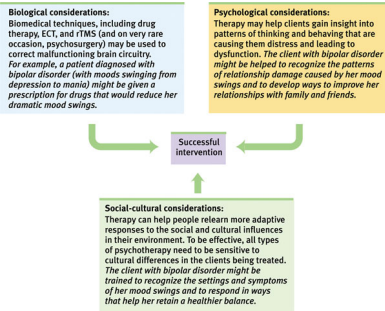 Biological considerations:
Biomedical techniques, including drug
therapy, ECT, and rTMS (and on very rare
occasion, psychosurgery) may be used to
correct malfunctioning brain circuitry.
For example, a patient diagnosed with
bipolar disorder (with moods swinging from
depression to mania) might be given a
prescription for drugs that would reduce her
dramatic mood swings.
Psychological considerations:
Therapy may help clients gain insight into
patterns of thinking and behavior that are
causing them distress and leading to
dysfunction. The client with bipolar disorder
might be helped to recognize the patterns
of relationship damage caused by her mood
swings and to develop ways to improve her
relationships with family and friends.
Successful
intervention
Social-cultural considerations:
Therapy can help people relearn more adaptive
responses to the social and cultural influences
in their environment. To be effective, all types
of psychotherapy need to be sensitive to
cultural differences in the clients being treated.
The client with bipolar disorder might be
trained to recognize the settings and symptoms
of her mood swings and to respond in ways
that help her retain a healthier balance.